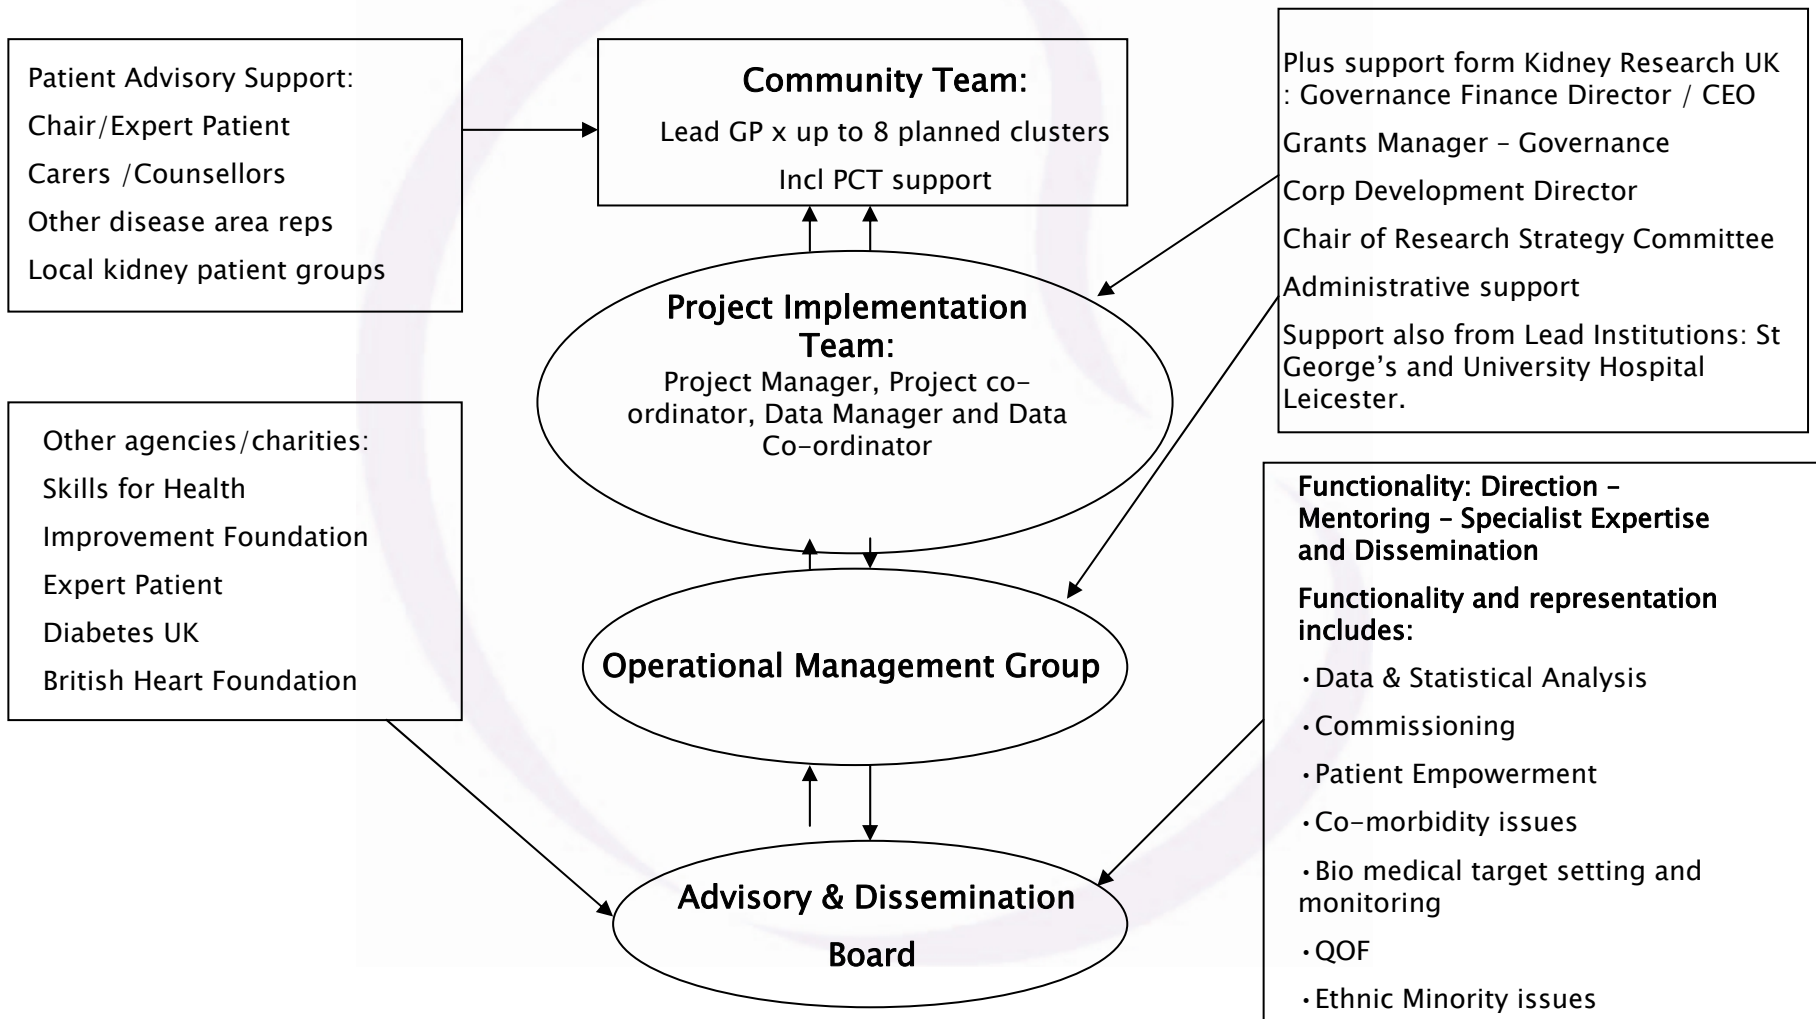 Patient Advisory Support:
Chair/Expert Patient
Carers /Counsellors
Other disease area reps
Local kidney patient groups
Community Team:
Lead GP x up to 8 planned clusters
Incl PCT support
Plus support form Kidney Research UK
: Governance Finance Director / CEO
Grants Manager – Governance
Corp Development Director
Chair of Research Strategy Committee
Administrative support
Support also from Lead Institutions: St
George’s and University Hospital
Leicester.
Project Implementation
Team:
Project Manager, Project co-
ordinator, Data Manager and Data
Co-ordinator
Other agencies/charities:
Skills for Health
Improvement Foundation
Expert Patient
Diabetes UK
British Heart Foundation
Operational Management Group
Functionality: Direction –
Mentoring – Specialist Expertise
and Dissemination
Functionality and representation
includes:
•Data & Statistical Analysis
•Commissioning
•Patient Empowerment
•Co-morbidity issues
•Bio medical target setting and
monitoring
•QOF
•Ethnic Minority issues
Advisory & Dissemination
Board